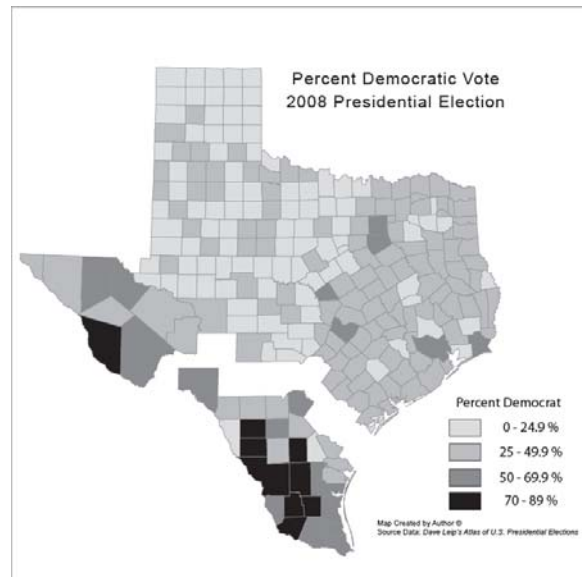 Percent Democratic Vote
2008 Presidential Election
Percent Democrat
0 - 24.9 %
25 - 49.9 %
50 - 69.9 %
70 - 89 %
Map Created by Author ©
Source Data: Dave Leip's Atlas of U.S. Presidential Elections